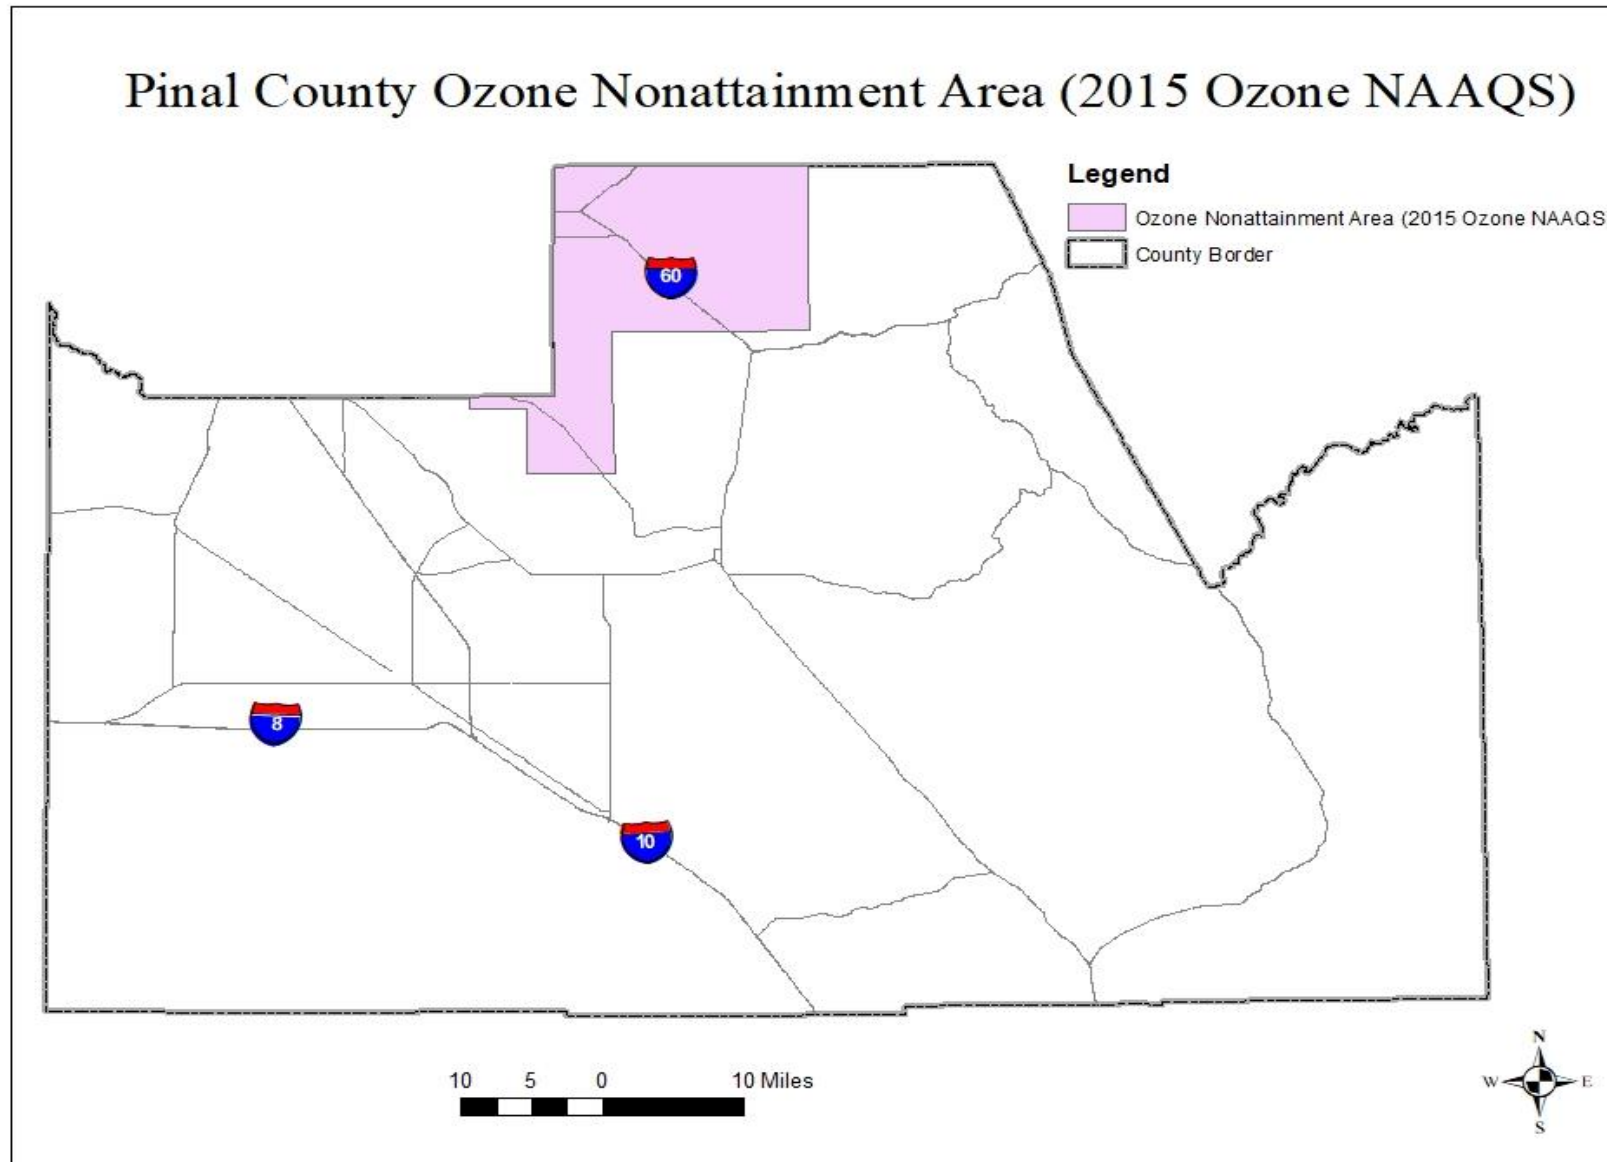 Pinal County Ozone Nonattainment Area (2015 Ozone NAAQS)
Legend
Ozone Nonattainment Area (2015 Ozone NAAQS
County Border
60
8
10
10 5 0 10 Miles
N
W E
S